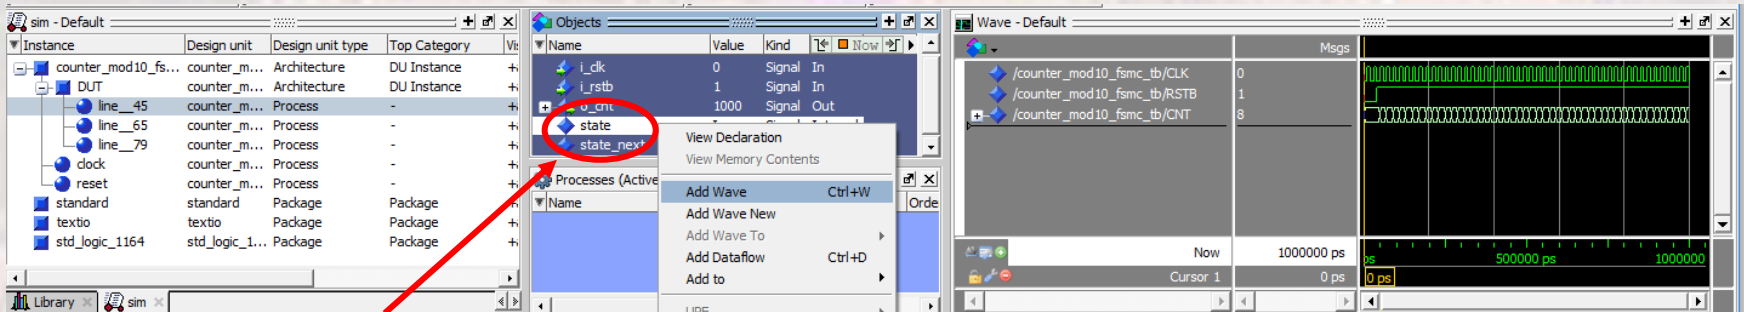 sim - Default
Instance Design unit Design unit type Top Category Vis
counter_mod10_fs... counter_m... Architecture DU Instance
DUT counter_m... Architecture DU Instance
line__45 counter_m... Process -
line__65 counter_m... Process -
line__79 counter_m... Process -
clock counter_m... Process -
reset counter_m... Process -
standard standard Package Package
textio textio Package Package
std_logic_1164 std_logic_1... Package Package
Library sim
Objects
Name Value Kind Now
i_clk 0 Signal In
i_rstb 1 Signal In
o_cnt 1000 Signal Out
state
state_next
Processes (Active
Name Orde
View Declaration
View Memory Contents
Add Wave Ctrl+W
Add Wave New
Add Wave To
Add Dataflow Ctrl+D
Add to
UPF
Wave - Default
Msgs
/counter_mod10_fsmc_tb/CLK 0
/counter_mod10_fsmc_tb/RSTB 1
/counter_mod10_fsmc_tb/CNT 8
Now 1000000 ps ps 500000 ps 1000000
Cursor 1 0 ps 0 ps